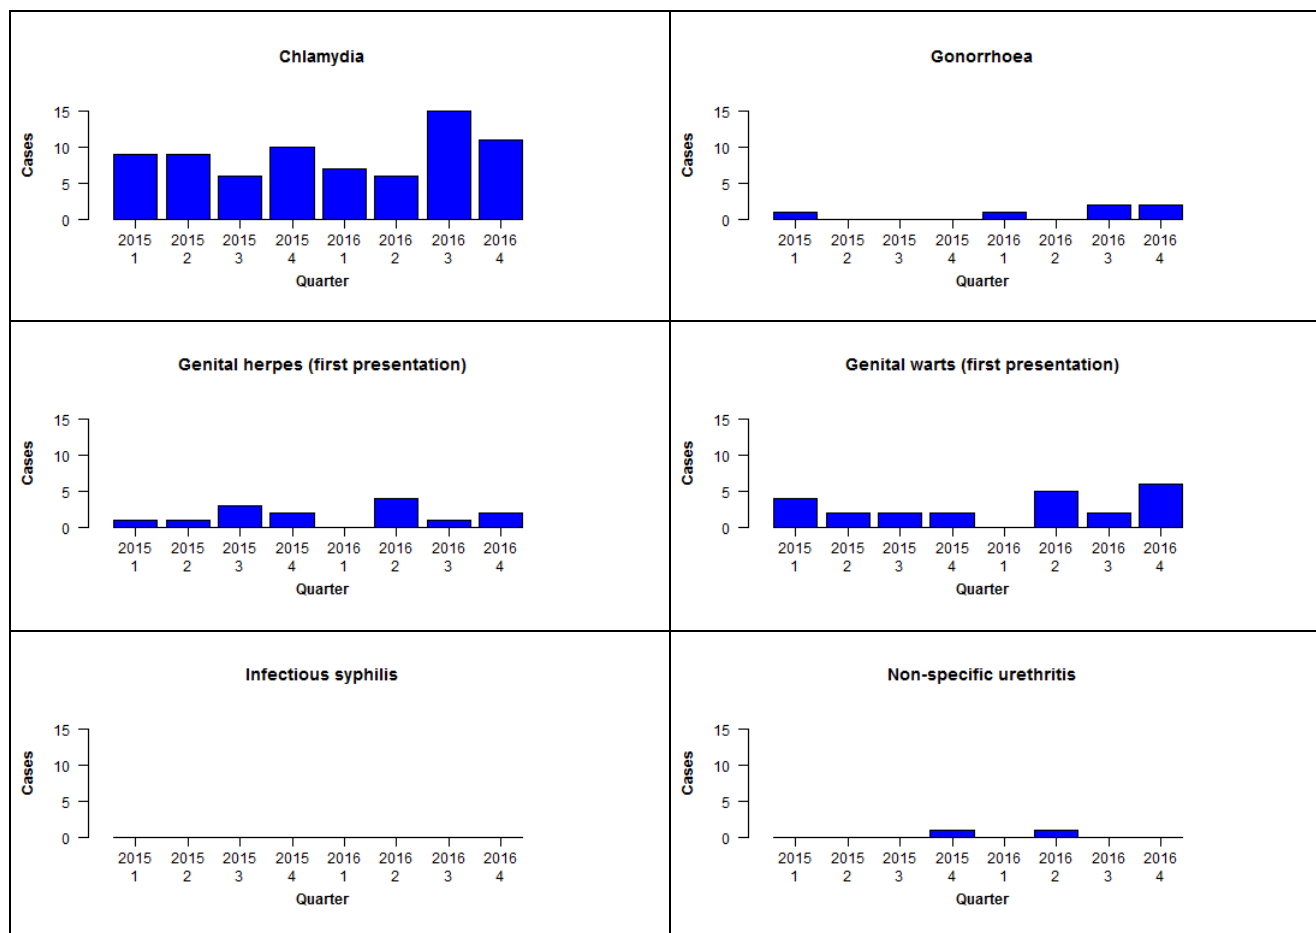 Chlamydia
15
10
5
0
Cases
2015 2015 2015 2015 2016 2016 2016 2016
1 2 3 4 1 2 3 4
Quarter
Gonorrhoea
15
10
5
0
Cases
2015 2015 2015 2015 2016 2016 2016 2016
1 2 3 4 1 2 3 4
Quarter
Genital herpes (first presentation)
15
10
5
0
Cases
2015 2015 2015 2015 2016 2016 2016 2016
1 2 3 4 1 2 3 4
Quarter
Genital warts (first presentation)
15
10
5
0
Cases
2015 2015 2015 2015 2016 2016 2016 2016
1 2 3 4 1 2 3 4
Quarter
Infectious syphilis
15
10
5
0
Cases
2015 2015 2015 2015 2016 2016 2016 2016
1 2 3 4 1 2 3 4
Quarter
Non-specific urethritis
15
10
5
0
Cases
2015 2015 2015 2015 2016 2016 2016 2016
1 2 3 4 1 2 3 4
Quarter